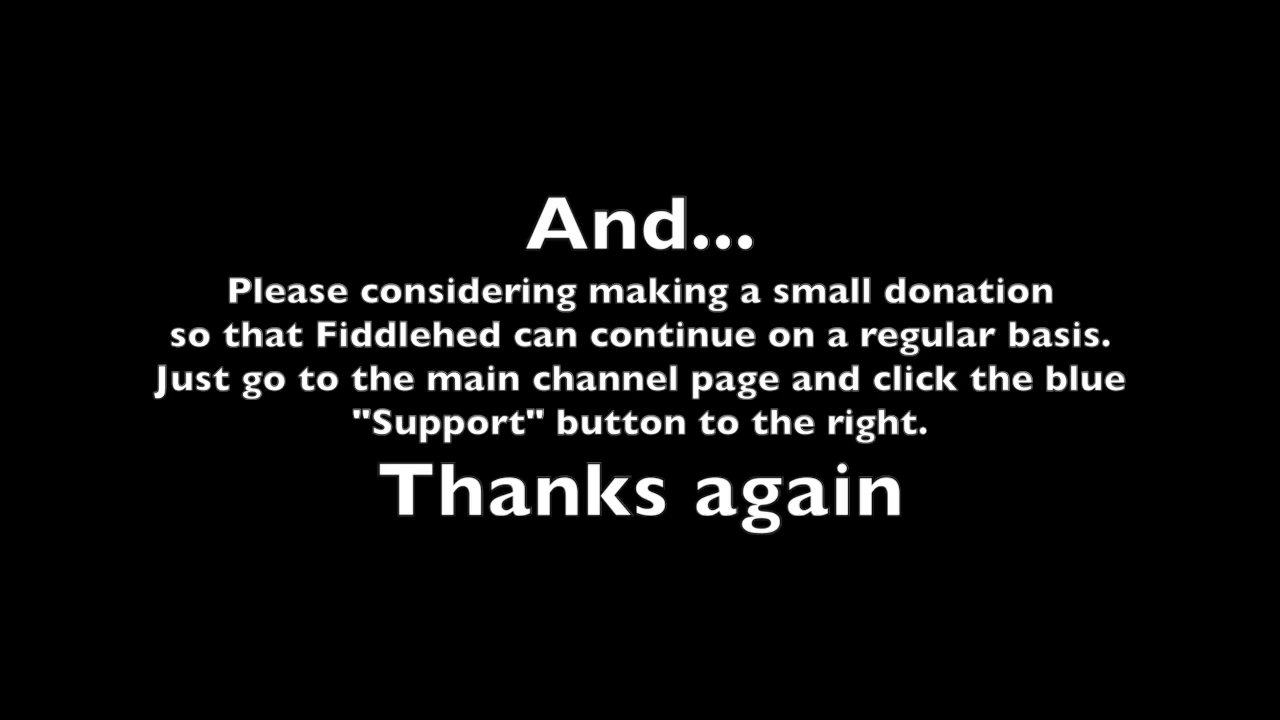 And...
Please considering making a small donation
so that Fiddlehed can continue on a regular basis.
Just go to the main channel page and click the blue
"Support" button to the right.
Thanks again